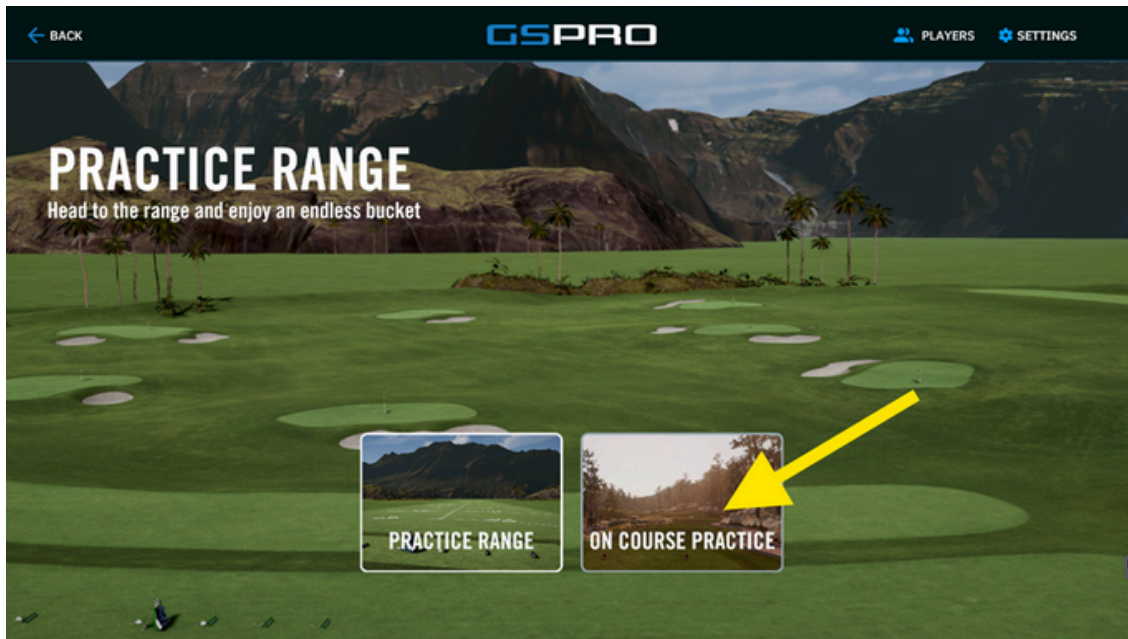 BACK
GSPRO
PLAYERS
SETTINGS
PRACTICE RANGE
Head to the range and enjoy an endless bucket
PRACTICE RANGE
ON COURSE PRACTICE